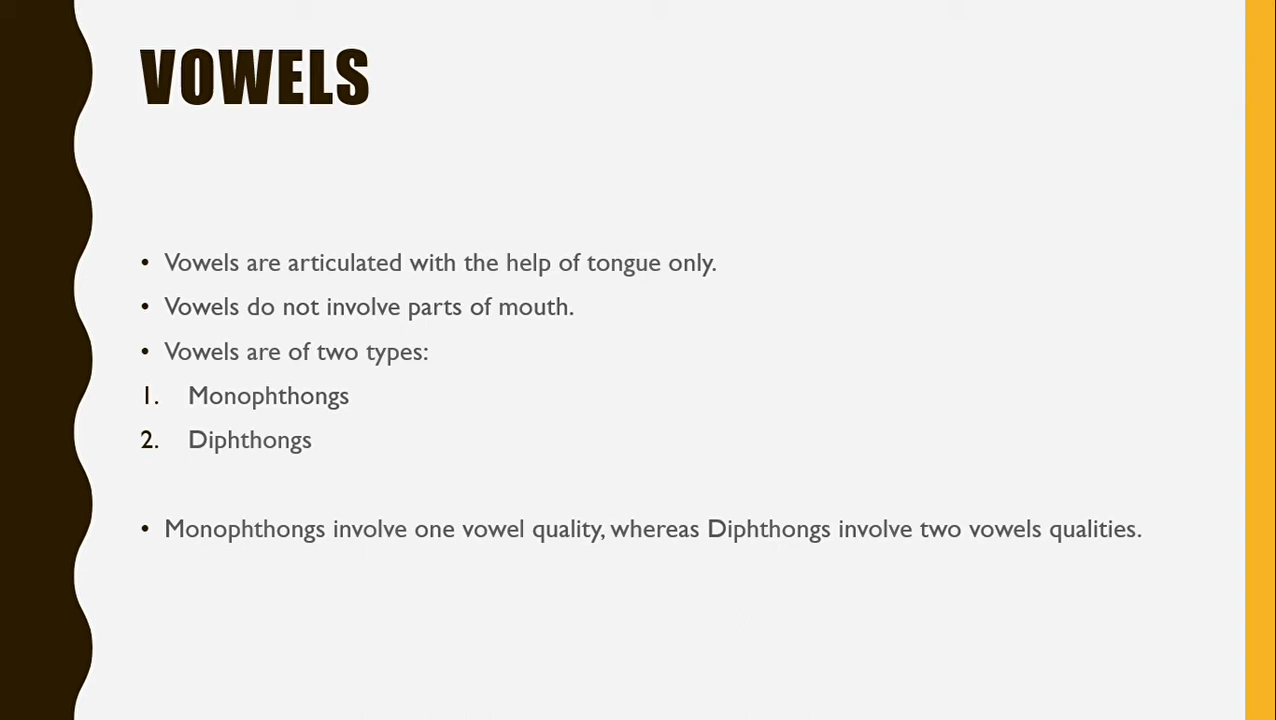 VOWELS
• Vowels are articulated with the help of tongue only.
• Vowels do not involve parts of mouth.
• Vowels are of two types:
1. Monophthongs
2. Diphthongs
• Monophthongs involve one vowel quality, whereas Diphthongs involve two vowels qualities.